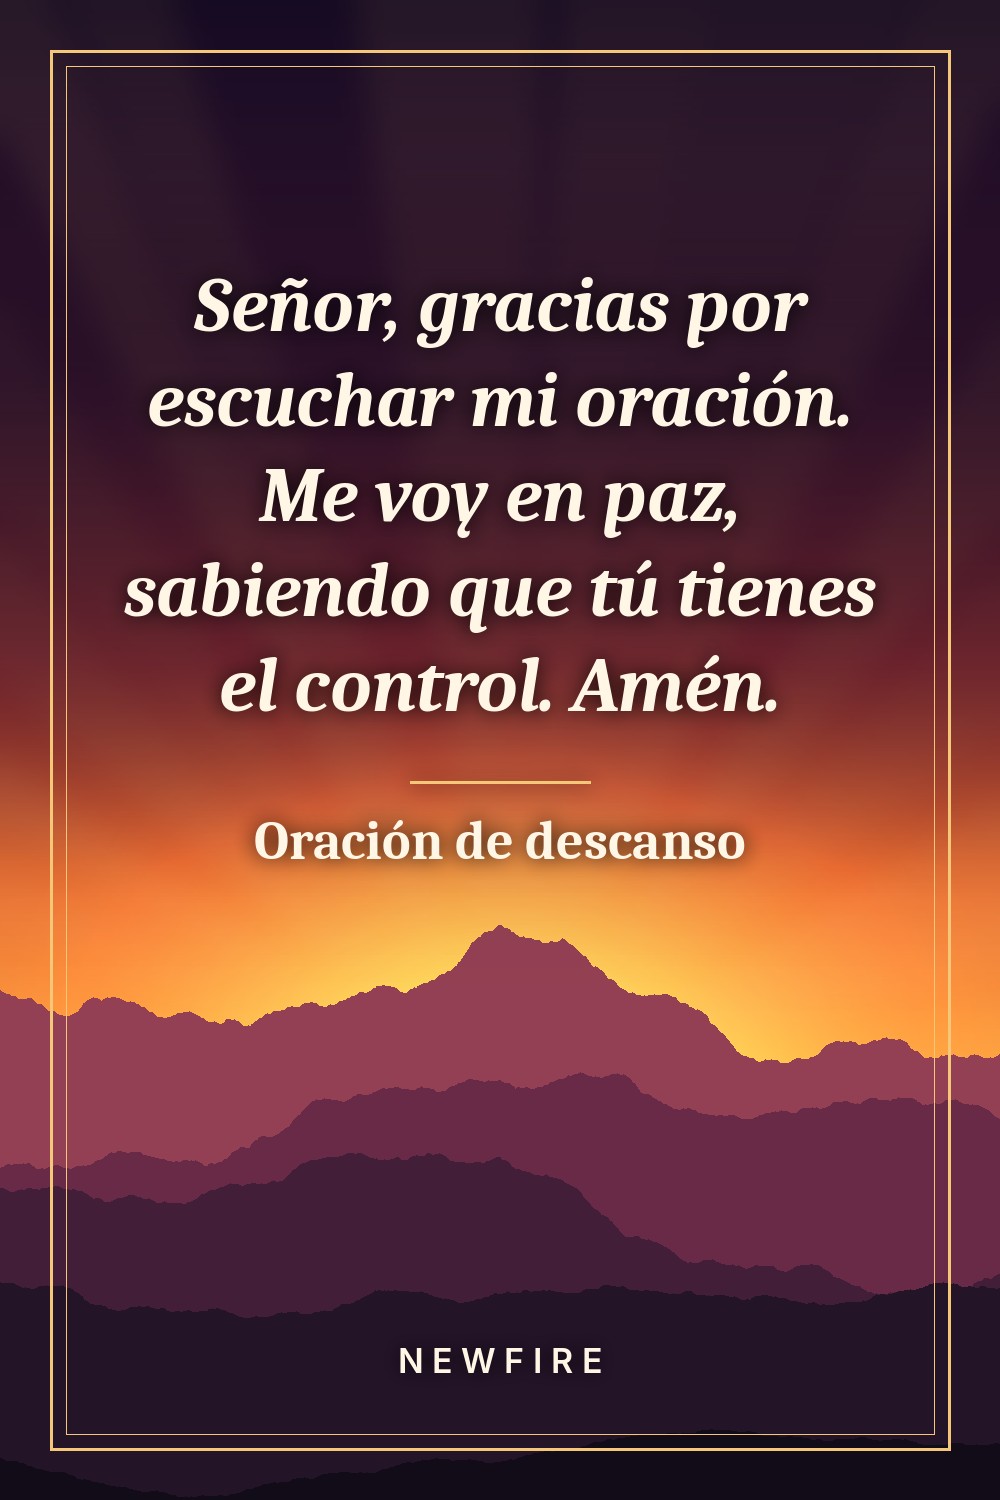 Señor, gracias por
escuchar mi oración.
Me voy en paz,
sabiendo que tú tienes
el control. Amén.
Oración de descanso
NEWFIRE